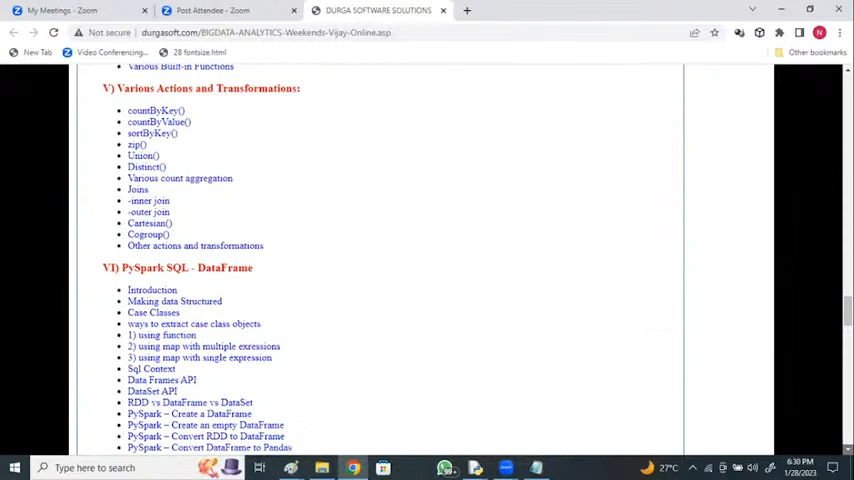 My Meetings - Zoom
Post Attendee - Zoom
DURGA SOFTWARE SOLUTIONS
Not secure
durgasoft.com/BIGDATA-ANALYTICS-Weekends-Vijay-Online.asp
N
New Tab
Video Conferencing...
28 fontsize.html
Other bookmarks
Various Built-in Functions
V) Various Actions and Transformations:
countByKey()
countByValue()
sortByKey()
zip()
Union()
Distinct()
Various count aggregation
Joins
-inner join
-outer join
Cartesian()
Cogroup()
Other actions and transformations
VI) PySpark SQL - DataFrame
Introduction
Making data Structured
Case Classes
ways to extract case class objects
1) using function
2) using map with multiple exressions
3) using map with single expression
Sql Context
Data Frames API
DataSet API
RDD vs DataFrame vs DataSet
PySpark – Create a DataFrame
PySpark – Create an empty DataFrame
PySpark – Convert RDD to DataFrame
PySpark – Convert DataFrame to Pandas
Type here to search
27°C
6:30 PM
1/28/2023